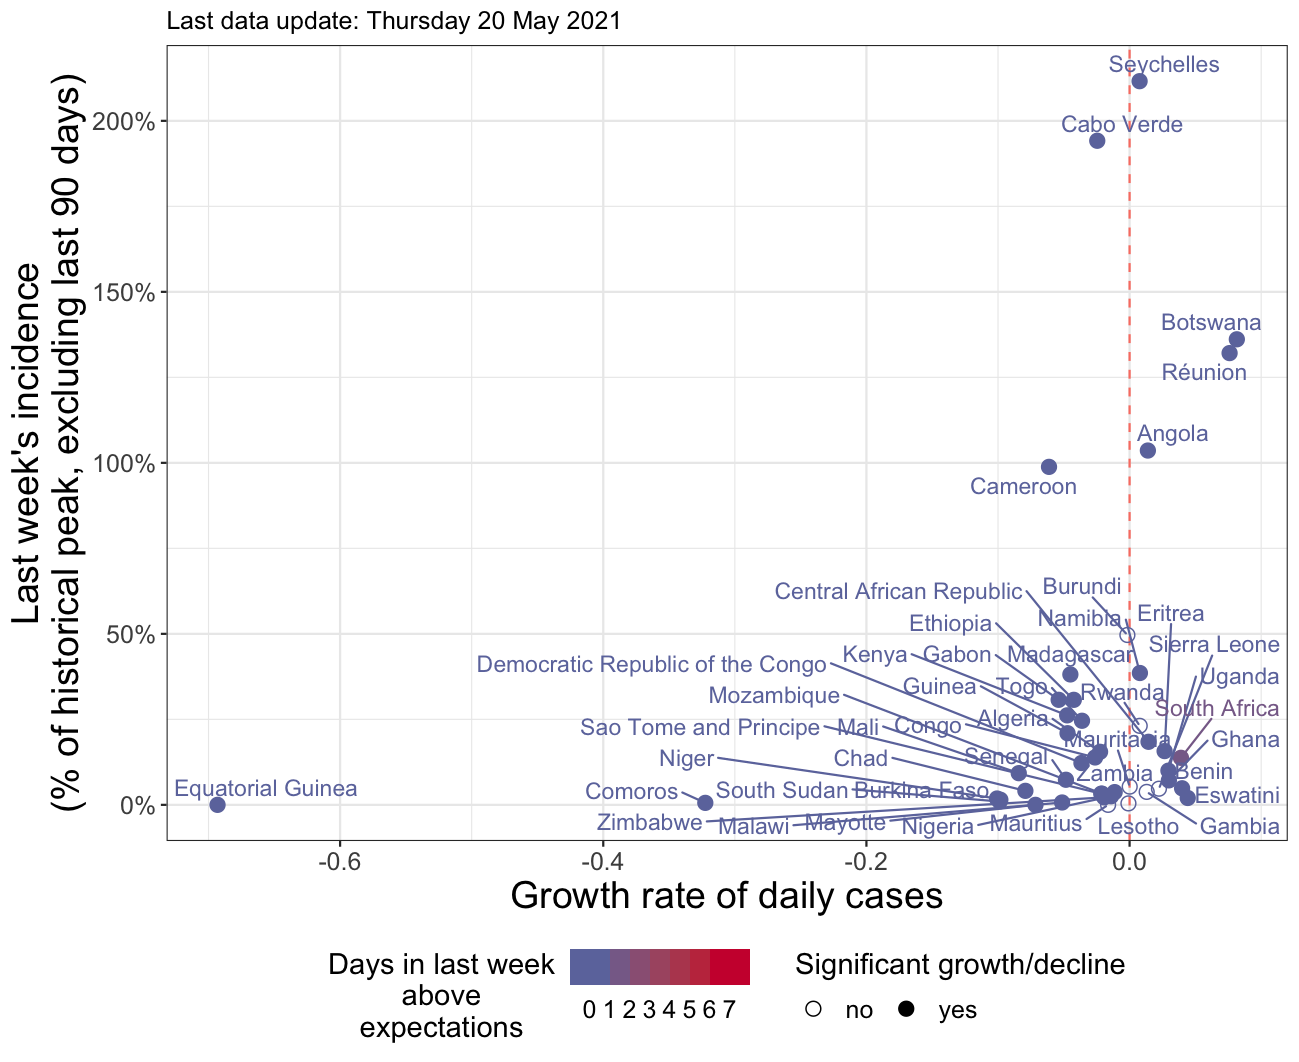 Last data update: Thursday 20 May 2021
Last week's incidence
(% of historical peak, excluding last 90 days)
200%
150%
100%
50%
0%
Seychelles
Cabo Verde
Botswana
Réunion
Angola
Cameroon
Central African Republic
Burundi
Namibia
Eritrea
Ethiopia
Sierra Leone
Kenya
Gabon
Madagascar
Democratic Republic of the Congo
Uganda
Guinea
Togo
Rwanda
Mozambique
South Africa
Sao Tome and Principe
Mali
Congo
Algeria
Mauritania
Ghana
Niger
Chad
Senegal
Zambia
Benin
Equatorial Guinea
Comoros
South Sudan
Burkina Faso
Eswatini
Zimbabwe
Malawi
Mayotte
Nigeria
Mauritius
Lesotho
Gambia
-0.6
-0.4
-0.2
0.0
Growth rate of daily cases
Days in last week
above
expectations
0 1 2 3 4 5 6 7
Significant growth/decline
no
yes